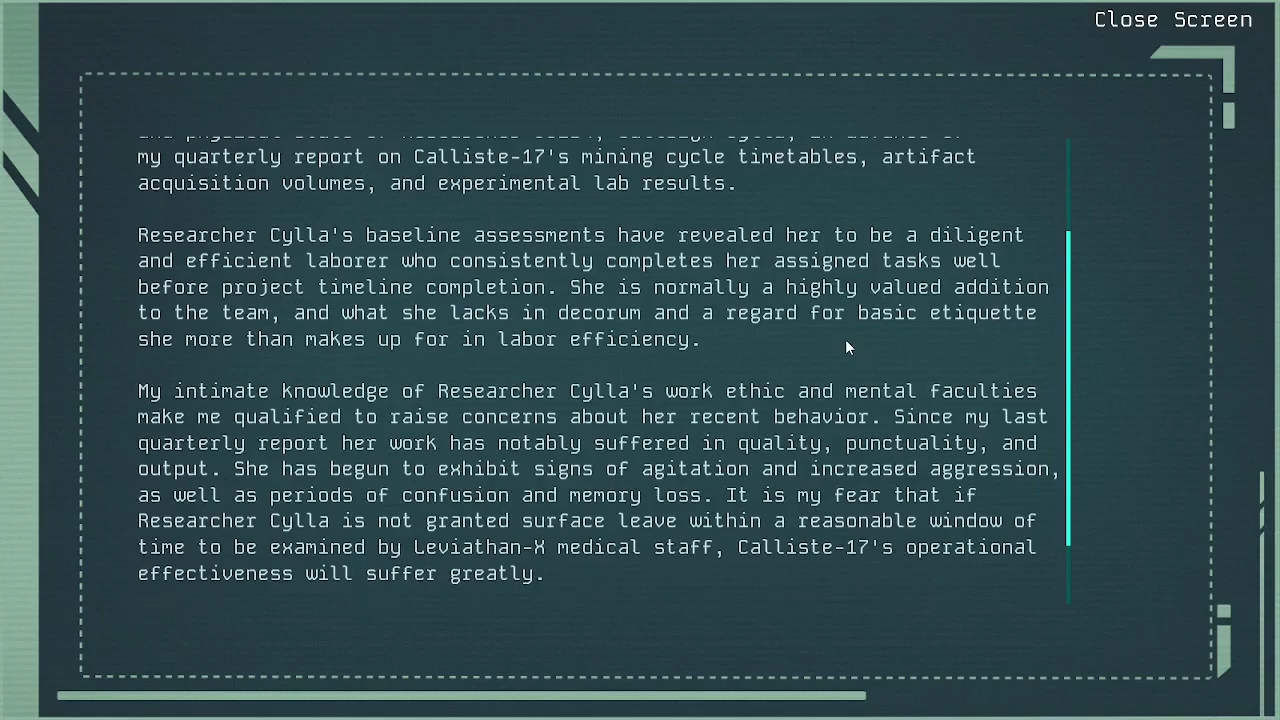 Close Screen
my quarterly report on Calliste-17's mining cycle timetables, artifact
acquisition volumes, and experimental lab results.
Researcher Cylla's baseline assessments have revealed her to be a diligent
and efficient laborer who consistently completes her assigned tasks well
before project timeline completion. She is normally a highly valued addition
to the team, and what she lacks in decorum and a regard for basic etiquette
she more than makes up for in labor efficiency.
My intimate knowledge of Researcher Cylla's work ethic and mental faculties
make me qualified to raise concerns about her recent behavior. Since my last
quarterly report her work has notably suffered in quality, punctuality, and
output. She has begun to exhibit signs of agitation and increased aggression,
as well as periods of confusion and memory loss. It is my fear that if
Researcher Cylla is not granted surface leave within a reasonable window of
time to be examined by Leviathan-X medical staff, Calliste-17's operational
effectiveness will suffer greatly.